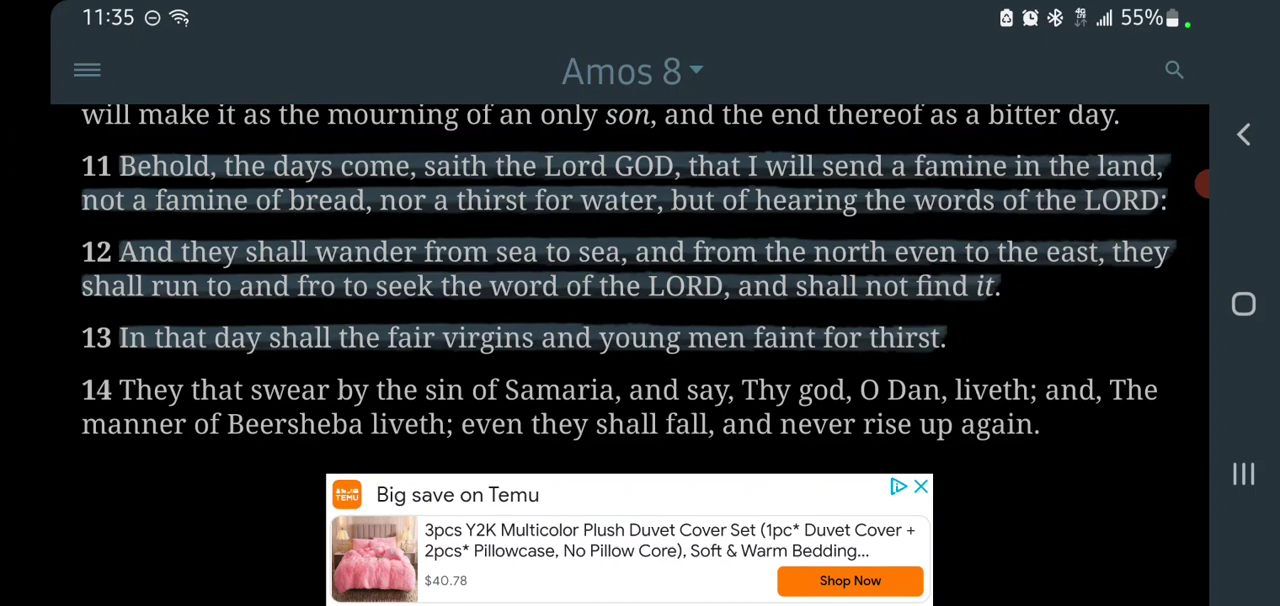 11:35
4G
55%
Amos 8
will make it as the mourning of an only son, and the end thereof as a bitter day.
11 Behold, the days come, saith the Lord GOD, that I will send a famine in the land,
not a famine of bread, nor a thirst for water, but of hearing the words of the LORD:
12 And they shall wander from sea to sea, and from the north even to the east, they
shall run to and fro to seek the word of the LORD, and shall not find it.
13 In that day shall the fair virgins and young men faint for thirst.
14 They that swear by the sin of Samaria, and say, Thy god, O Dan, liveth; and, The
manner of Beersheba liveth; even they shall fall, and never rise up again.
TEMU
Big save on Temu
3pcs Y2K Multicolor Plush Duvet Cover Set (1pc* Duvet Cover +
2pcs* Pillowcase, No Pillow Core), Soft & Warm Bedding...
$40.78
Shop Now